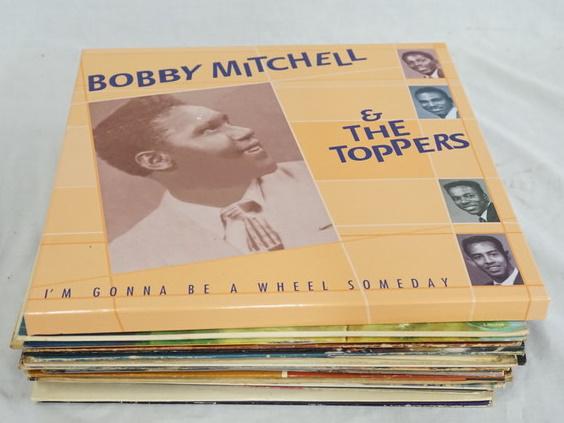 BOBBY MITCHELL
&
THE
TOPPERS
I'M GONNA BE A WHEEL SOMEDAY